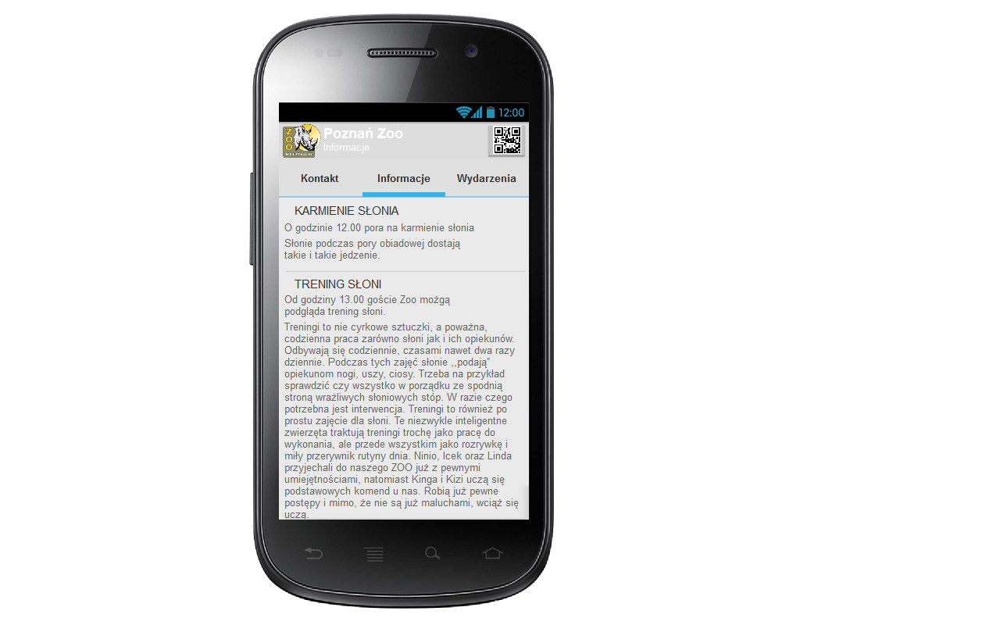 12:00
ZOO
POZNAŃ
Poznań Zoo
Informacje
Kontakt Informacje Wydarzenia
KARMIENIE SŁONIA
O godzinie 12.00 pora na karmienie słonia
Słonie podczas pory obiadowej dostają
takie i takie jedzenie.
TRENING SŁONI
Od godziny 13.00 goście Zoo możgą
podgląda trening słoni.
Treningi to nie cyrkowe sztuczki, a poważna,
codzienna praca zarówno słoni jak i ich opiekunów.
Odbywają się codziennie, czasami nawet dwa razy
dziennie. Podczas tych zajęć słonie ,,podają”
opiekunom nogi, uszy, ciosy. Trzeba na przykład
sprawdzić czy wszystko w porządku ze spodnią
stroną wrażliwych słoniowych stóp. W razie czego
potrzebna jest interwencja. Treningi to również po
prostu zajęcie dla słoni. Te niezwykle inteligentne
zwierzęta traktują treningi trochę jako pracę do
wykonania, ale przede wszystkim jako rozrywkę i
miły przerywnik rutyny dnia. Ninio, Icek oraz Linda
przyjechali do naszego ZOO już z pewnymi
umiejętnościami, natomiast Kinga i Kizi uczą się
podstawowych komend u nas. Robią już pewne
postępy i mimo, że nie są już maluchami, wciąż się
uczą.